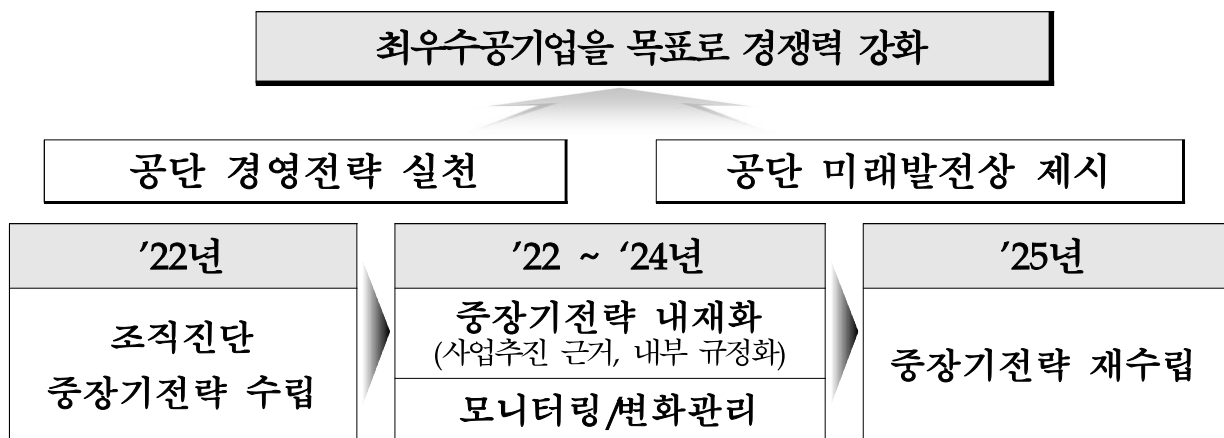 최우수공기업을 목표로 경쟁력 강화
공단 경영전략 실천
공단 미래발전상 제시
’22년
’22 ~ ‘24년
’25년
조직진단
중장기전략 수립
중장기전략 내재화
(사업추진 근거, 내부 규정화)
모니터링/변화관리
중장기전략 재수립